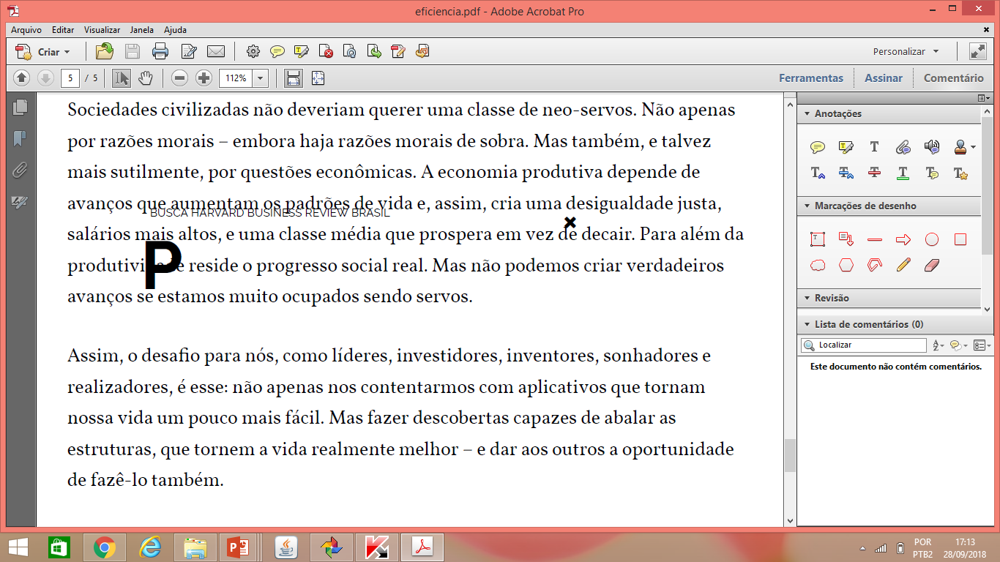 eficiencia.pdf - Adobe Acrobat Pro
Arquivo Editar Visualizar Janela Ajuda
Criar
Personalizar
5 / 5
112%
Ferramentas Assinar Comentário
Sociedades civilizadas não deveriam querer uma classe de neo-servos. Não apenas
por razões morais – embora haja razões morais de sobra. Mas também, e talvez
mais sutilmente, por questões econômicas. A economia produtiva depende de
avanços que aumentam os padrões de vida e, assim, cria uma desigualdade justa,
BUSCA HARVARD BUSINESS REVIEW BRASIL
salários mais altos, e uma classe média que prospera em vez de decair. Para além da
P
produtividade reside o progresso social real. Mas não podemos criar verdadeiros
avanços se estamos muito ocupados sendo servos.
Assim, o desafio para nós, como líderes, investidores, inventores, sonhadores e
realizadores, é esse: não apenas nos contentarmos com aplicativos que tornam
nossa vida um pouco mais fácil. Mas fazer descobertas capazes de abalar as
estruturas, que tornem a vida realmente melhor – e dar aos outros a oportunidade
de fazê-lo também.
Anotações
Marcações de desenho
Revisão
Lista de comentários (0)
Localizar
Este documento não contém comentários.
POR
PTB2
17:13
28/09/2018